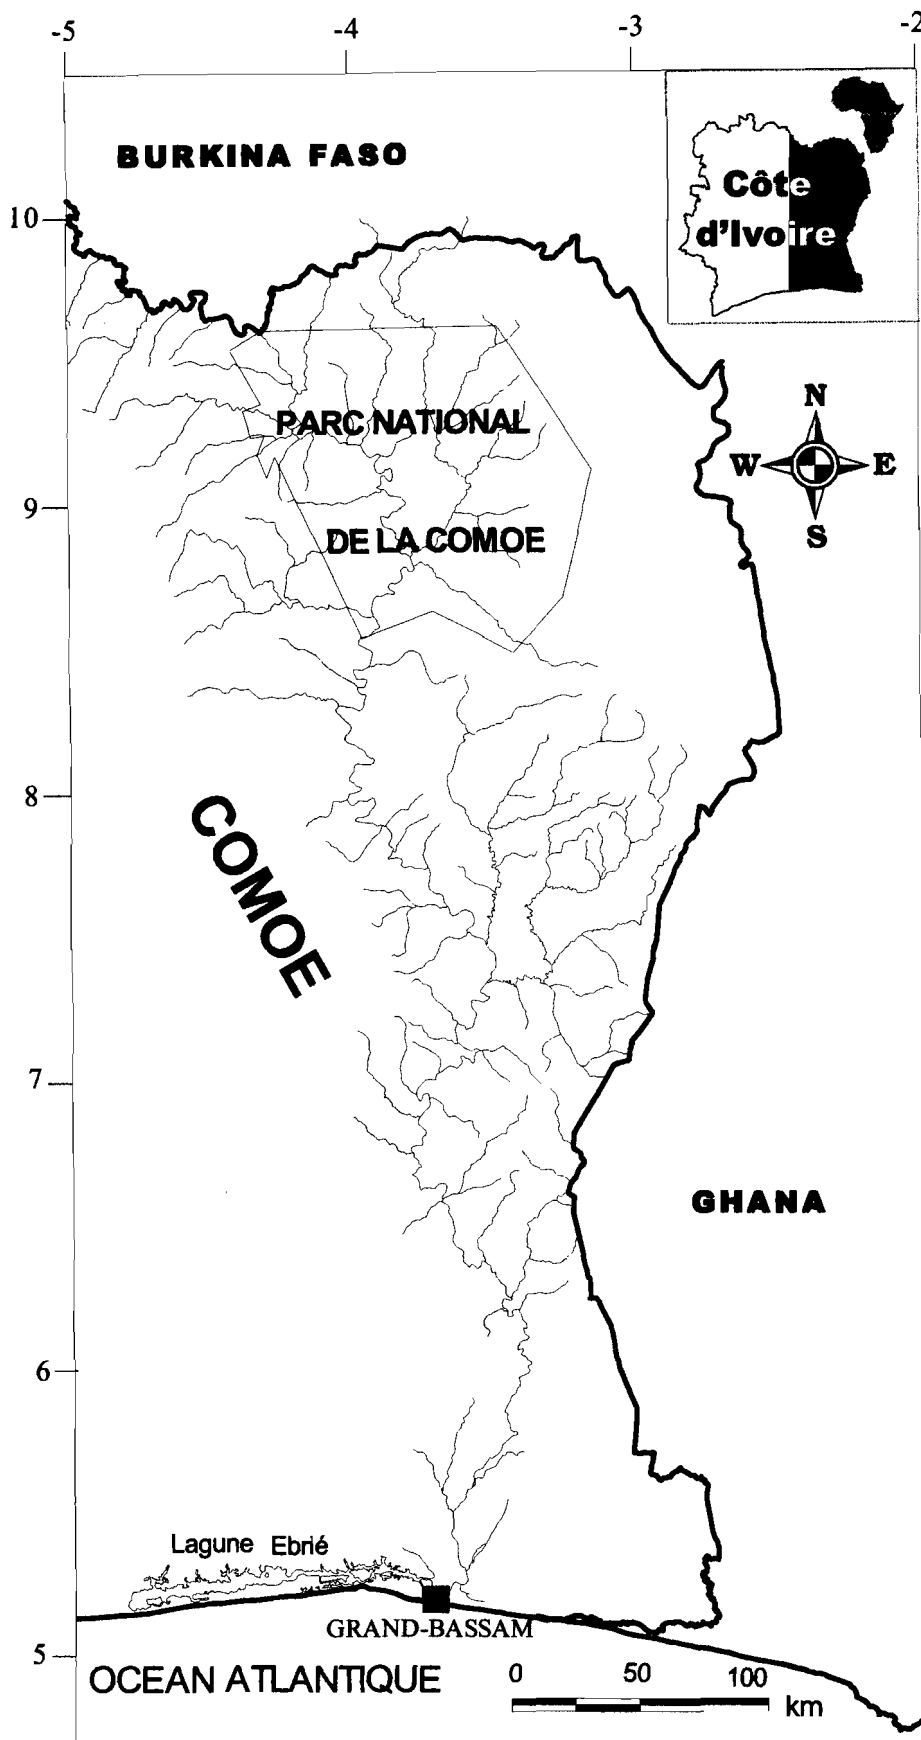 -5 -4 -3 -2
BURKINA FASO
Côte
d'Ivoire
10
PARC NATIONAL
N
W E
S
9
DE LA COMOE
8
COMOE
7
GHANA
6
Lagune Ebrié
GRAND-BASSAM
5
OCEAN ATLANTIQUE
0 50 100
km